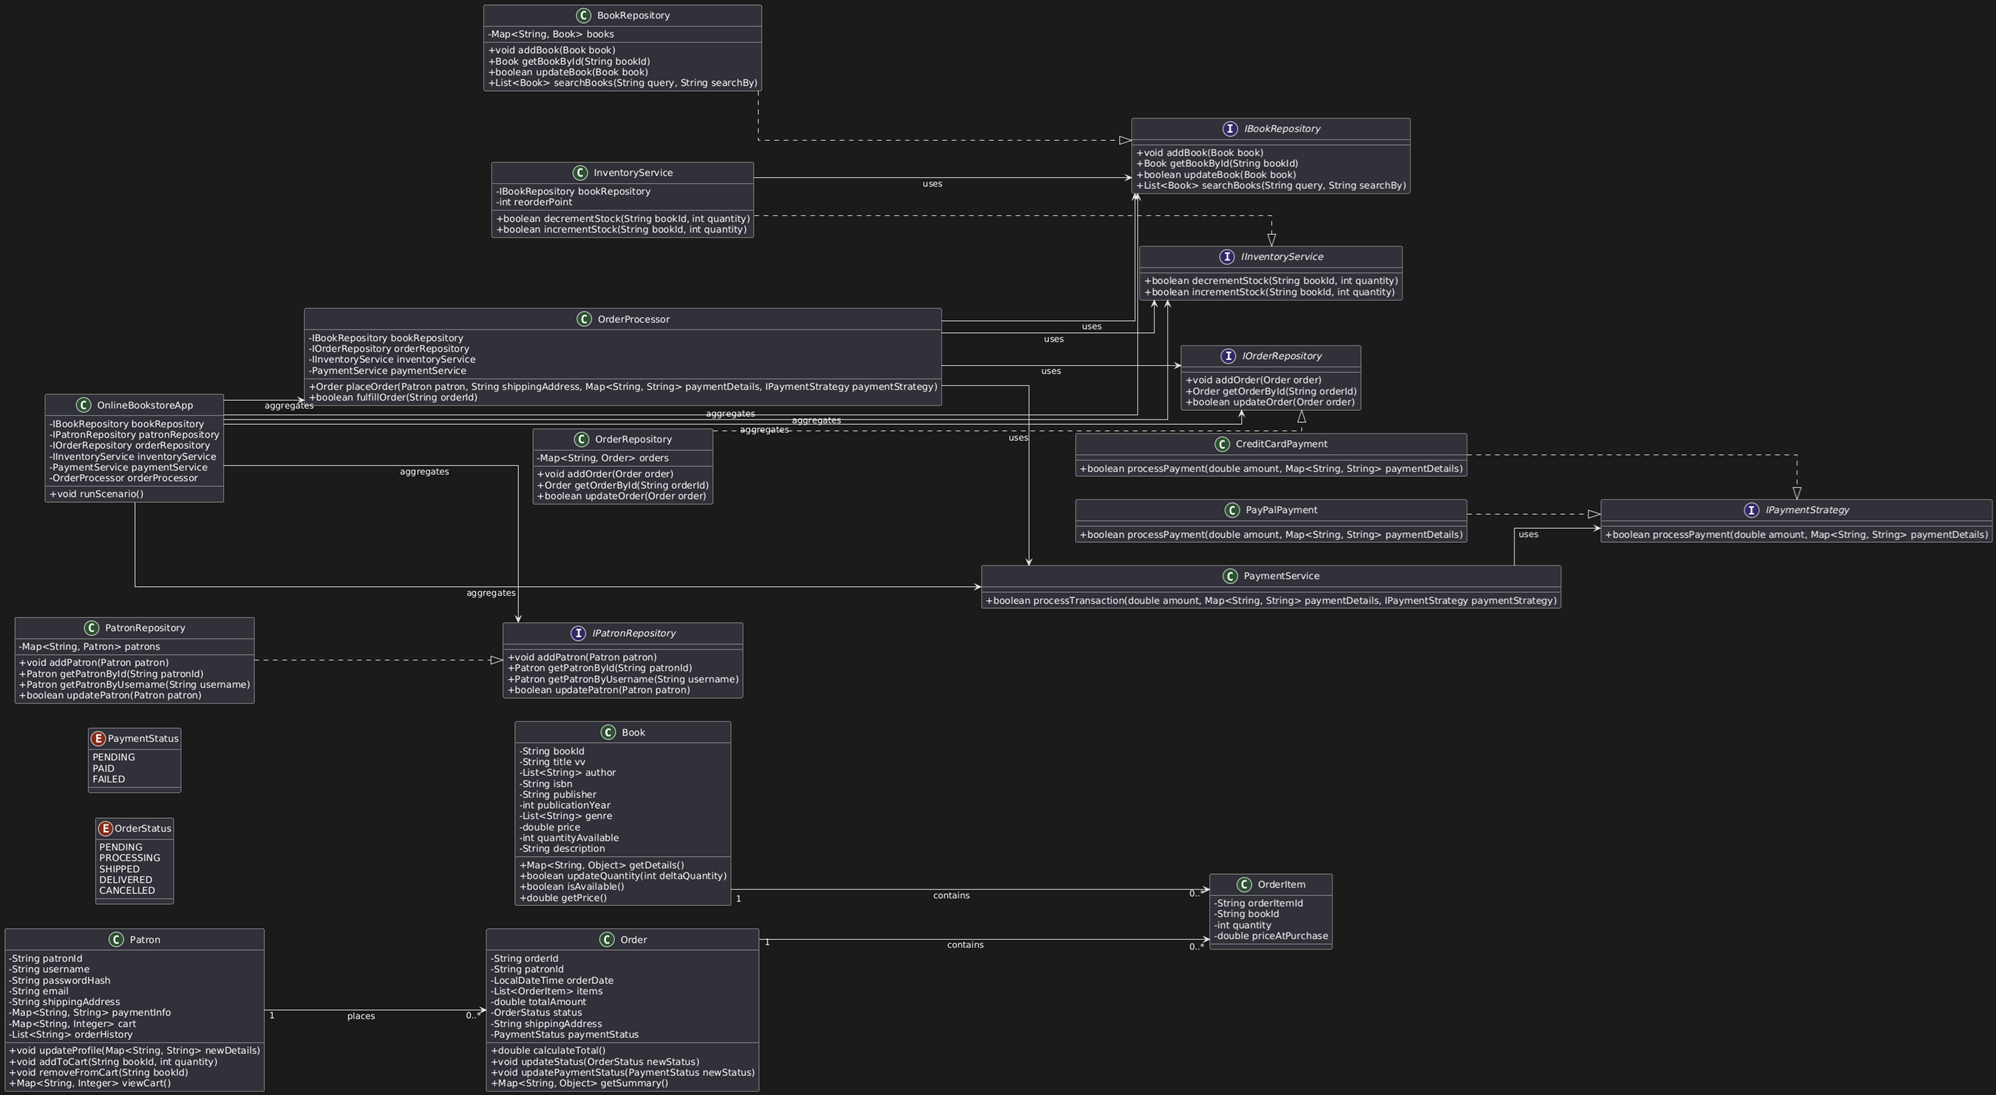 C BookRepository
-Map<String, Book> books
+void addBook(Book book)
+Book getBookById(String bookId)
+boolean updateBook(Book book)
+List<Book> searchBooks(String query, String searchBy)
I IBookRepository
+void addBook(Book book)
+Book getBookById(String bookId)
+boolean updateBook(Book book)
+List<Book> searchBooks(String query, String searchBy)
C InventoryService
-IBookRepository bookRepository
-int reorderPoint
+boolean decrementStock(String bookId, int quantity)
+boolean incrementStock(String bookId, int quantity)
uses
I IInventoryService
+boolean decrementStock(String bookId, int quantity)
+boolean incrementStock(String bookId, int quantity)
C OrderProcessor
-IBookRepository bookRepository
-IOrderRepository orderRepository
-IInventoryService inventoryService
-PaymentService paymentService
+Order placeOrder(Patron patron, String shippingAddress, Map<String, String> paymentDetails, IPaymentStrategy paymentStrategy)
+boolean fulfillOrder(String orderId)
uses
uses
uses
uses
I IOrderRepository
+void addOrder(Order order)
+Order getOrderById(String orderId)
+boolean updateOrder(Order order)
C OnlineBookstoreApp
-IBookRepository bookRepository
-IPatronRepository patronRepository
-IOrderRepository orderRepository
-IInventoryService inventoryService
-PaymentService paymentService
-OrderProcessor orderProcessor
+void runScenario()
aggregates
aggregates
aggregates
aggregates
aggregates
aggregates
C OrderRepository
-Map<String, Order> orders
+void addOrder(Order order)
+Order getOrderById(String orderId)
+boolean updateOrder(Order order)
C CreditCardPayment
+boolean processPayment(double amount, Map<String, String> paymentDetails)
C PayPalPayment
+boolean processPayment(double amount, Map<String, String> paymentDetails)
I IPaymentStrategy
+boolean processPayment(double amount, Map<String, String> paymentDetails)
uses
C PaymentService
+boolean processTransaction(double amount, Map<String, String> paymentDetails, IPaymentStrategy paymentStrategy)
C PatronRepository
-Map<String, Patron> patrons
+void addPatron(Patron patron)
+Patron getPatronById(String patronId)
+Patron getPatronByUsername(String username)
+boolean updatePatron(Patron patron)
I IPatronRepository
+void addPatron(Patron patron)
+Patron getPatronById(String patronId)
+Patron getPatronByUsername(String username)
+boolean updatePatron(Patron patron)
E PaymentStatus
PENDING
PAID
FAILED
E OrderStatus
PENDING
PROCESSING
SHIPPED
DELIVERED
CANCELLED
C Book
-String bookId
-String title vv
-List<String> author
-String isbn
-String publisher
-int publicationYear
-List<String> genre
-double price
-int quantityAvailable
-String description
+Map<String, Object> getDetails()
+boolean updateQuantity(int deltaQuantity)
+boolean isAvailable()
+double getPrice()
1
contains
0..*
C OrderItem
-String orderItemId
-String bookId
-int quantity
-double priceAtPurchase
C Patron
-String patronId
-String username
-String passwordHash
-String email
-String shippingAddress
-Map<String, String> paymentInfo
-Map<String, Integer> cart
-List<String> orderHistory
+void updateProfile(Map<String, String> newDetails)
+void addToCart(String bookId, int quantity)
+void removeFromCart(String bookId)
+Map<String, Integer> viewCart()
1
places
0..*
C Order
-String orderId
-String patronId
-LocalDateTime orderDate
-List<OrderItem> items
-double totalAmount
-OrderStatus status
-String shippingAddress
-PaymentStatus paymentStatus
+double calculateTotal()
+void updateStatus(OrderStatus newStatus)
+void updatePaymentStatus(PaymentStatus newStatus)
+Map<String, Object> getSummary()
1
contains
0..*